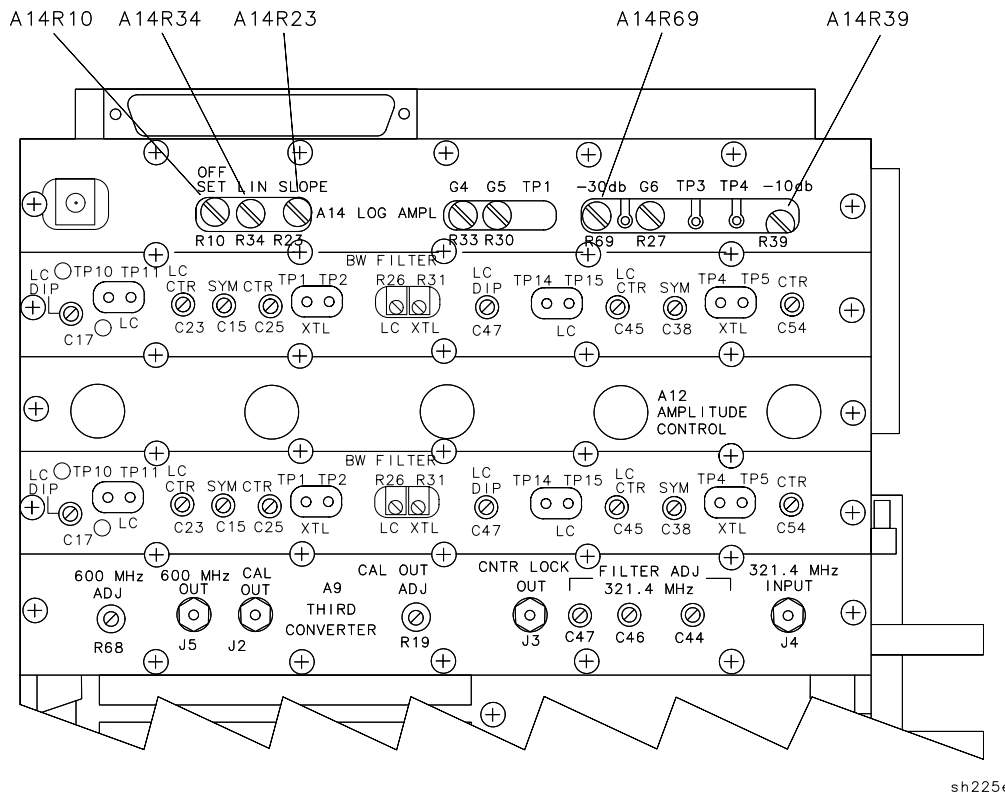 A14R10 A14R34 A14R23 A14R69 A14R39
OFF
SET LIN SLOPE G4 G5 TP1 -30db G6 TP3 TP4 -10db
A14 LOG AMPL
R10 R34 R23 R33 R30 R69 R27 R39
BW FILTER
LC TP10 TP11 LC TP1 TP2 R26 R31 LC TP14 TP15 LC TP4 TP5
DIP CTR SYM CTR DIP CTR SYM CTR
C17 LC C23 C15 C25 XTL LC XTL C47 LC C45 C38 XTL C54
A12
AMPLITUDE
CONTROL
BW FILTER
LC TP10 TP11 LC TP1 TP2 R26 R31 LC TP14 TP15 LC TP4 TP5 CTR
DIP CTR SYM CTR DIP CTR SYM
C17 LC C23 C15 C25 XTL LC XTL C47 LC C45 C38 XTL C54
600 MHz 600 MHz CAL CAL OUT CNTR LOCK FILTER ADJ 321.4 MHz
ADJ OUT OUT A9 ADJ OUT 321.4 MHz INPUT
THIRD
CONVERTER
R68 J5 J2 R19 J3 C47 C46 C44 J4
sh225e